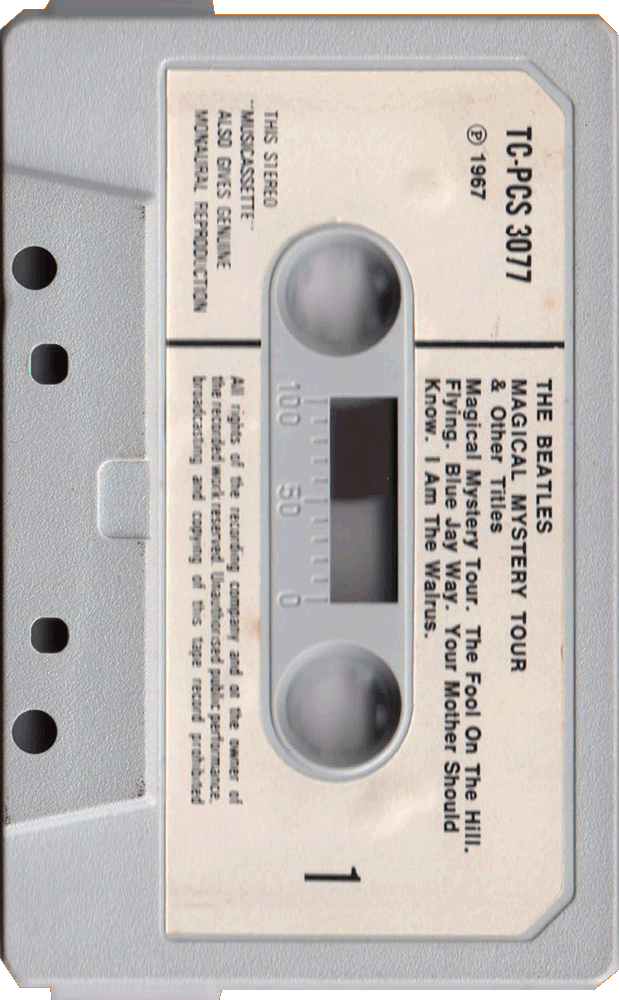 TC-PCS 3077
℗ 1967
THE BEATLES
MAGICAL MYSTERY TOUR
& Other Titles
Magical Mystery Tour. The Fool On The Hill.
Flying. Blue Jay Way. Your Mother Should
Know. I Am The Walrus.
100 50 0
1
THIS STEREO
"MUSICASSETTE"
ALSO GIVES GENUINE
MONAURAL REPRODUCTION
All rights of the recording company and ot the owner of
the recorded work reserved. Unauthorised public performance,
broadcasting and copying of this tape record prohibited